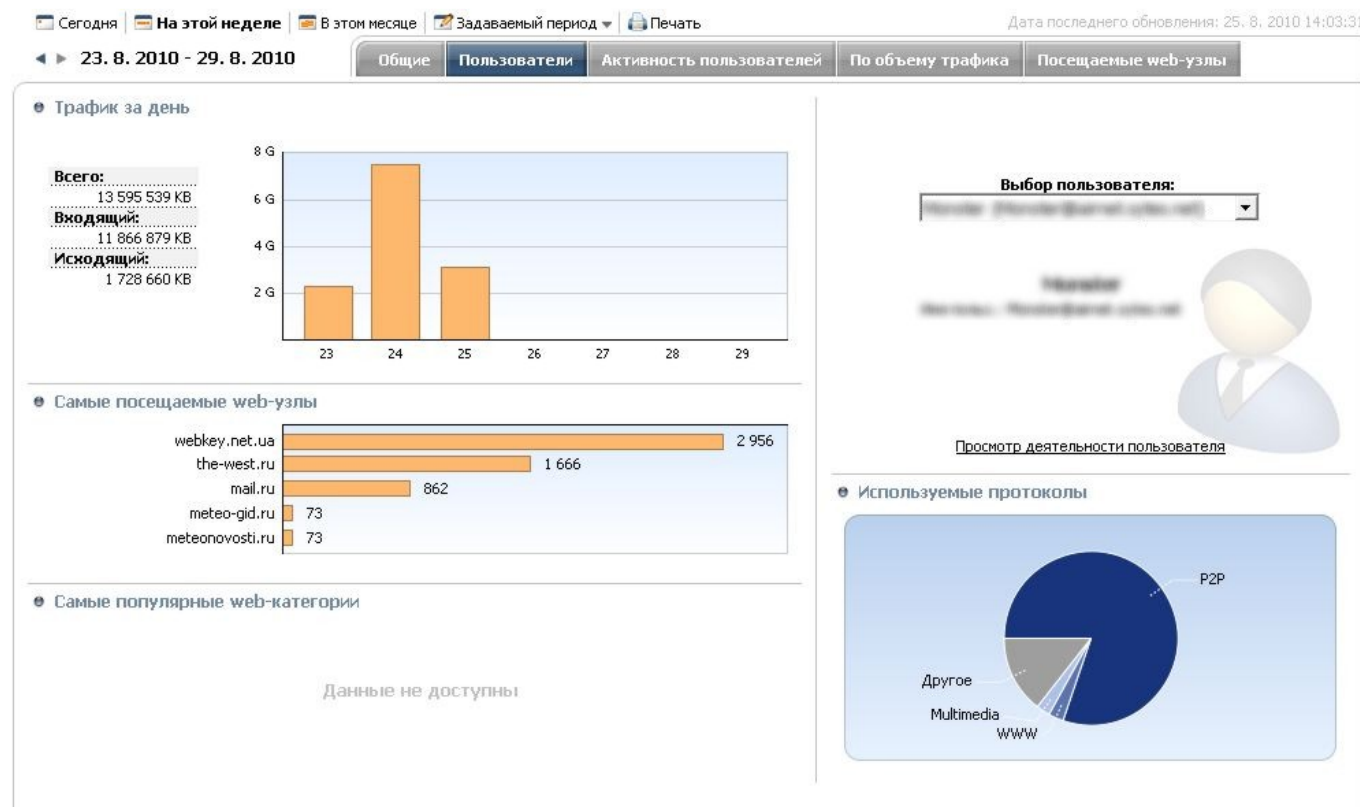 Сегодня На этой неделе В этом месяце Задаваемый период Печать Дата последнего обновления: 25. 8. 2010 14:03:31
23. 8. 2010 - 29. 8. 2010 Общие Пользователи Активность пользователей По объему трафика Посещаемые web-узлы
Трафик за день
Всего:
13 595 539 KB
Входящий:
11 866 879 KB
Исходящий:
1 728 660 KB
8 G
6 G
4 G
2 G
23 24 25 26 27 28 29
Самые посещаемые web-узлы
webkey.net.ua 2 956
the-west.ru 1 666
mail.ru 862
meteo-gid.ru 73
meteonovosti.ru 73
Самые популярные web-категории
Данные не доступны
Выбор пользователя:
Просмотр деятельности пользователя
Используемые протоколы
P2P
Другое
Multimedia
WWW